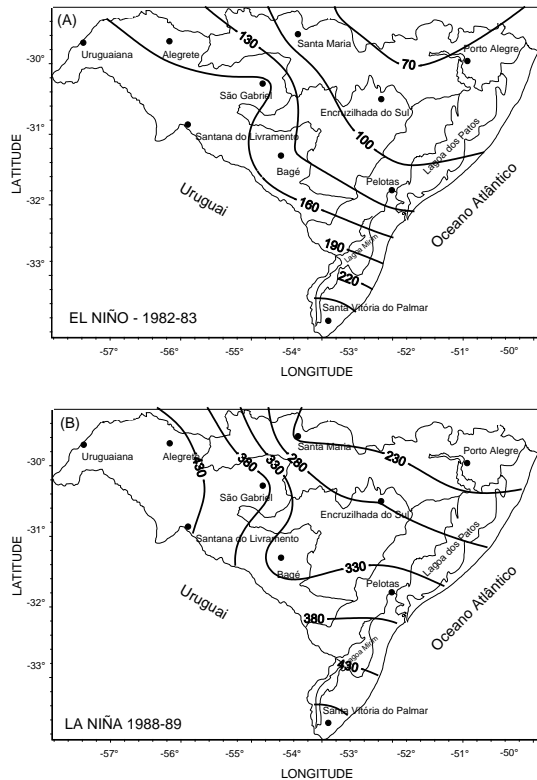 (A)
-30°
-31°
-32°
-33°
LATITUDE
Uruguaiana
Alegrete
130
Santa Maria
70
Porto Alegre
São Gabriel
Encruzilhada do Sul
100
Lagoa dos Patos
Santana do Livramento
Bagé
Pelotas
Uruguai
160
Oceano Atlântico
190
Lagoa Mirim
220
Santa Vitória do Palmar
EL NIÑO - 1982-83
-57° -56° -55° -54° -53° -52° -51° -50°
LONGITUDE
(B)
-30°
-31°
-32°
-33°
LATITUDE
Uruguaiana
Alegrete
430
380
330
280
Santa Maria
230
Porto Alegre
São Gabriel
Encruzilhada do Sul
Lagoa dos Patos
Santana do Livramento
Bagé
330
Pelotas
Uruguai
380
Oceano Atlântico
Lagoa Mirim
430
Santa Vitória do Palmar
LA NIÑA 1988-89
-57° -56° -55° -54° -53° -52° -51° -50°
LONGITUDE